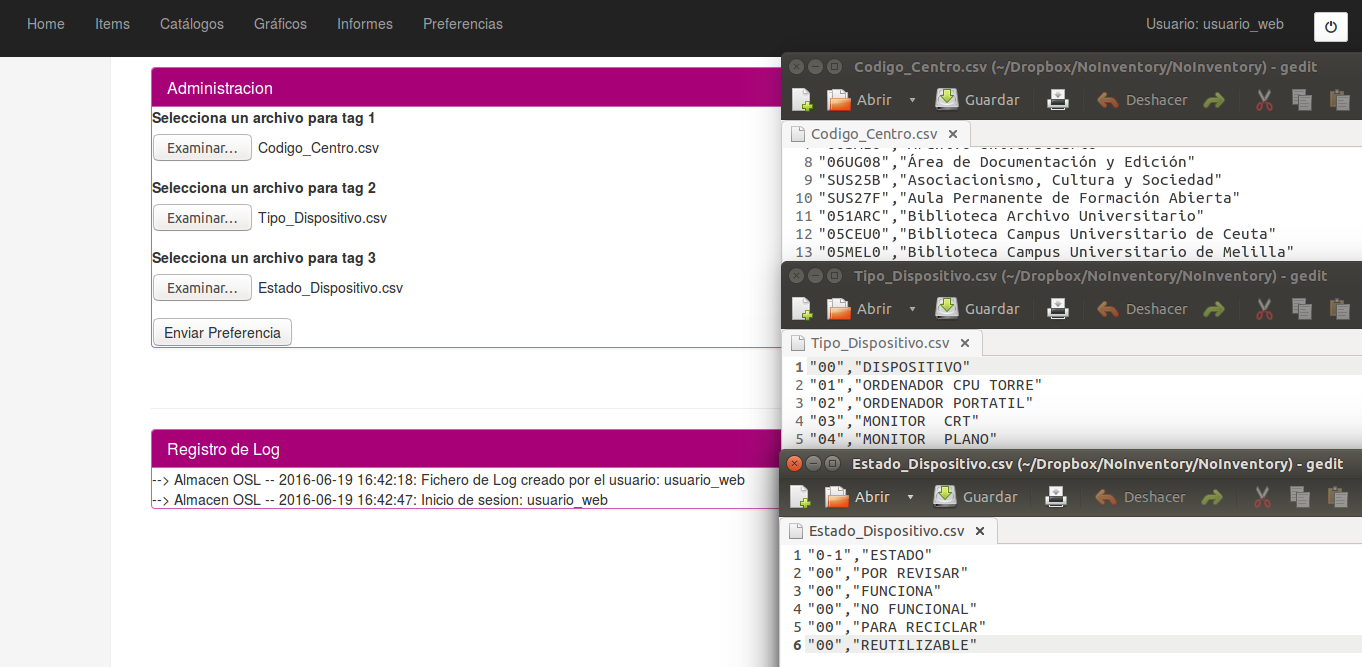 Home Items Catálogos Gráficos Informes Preferencias Usuario: usuario_web
Administracion
Selecciona un archivo para tag 1
Examinar... Codigo_Centro.csv
Selecciona un archivo para tag 2
Examinar... Tipo_Dispositivo.csv
Selecciona un archivo para tag 3
Examinar... Estado_Dispositivo.csv
Enviar Preferencia
Registro de Log
--> Almacen OSL -- 2016-06-19 16:42:18: Fichero de Log creado por el usuario: usuario_web
--> Almacen OSL -- 2016-06-19 16:42:47: Inicio de sesion: usuario_web
Codigo_Centro.csv (~/Dropbox/NoInventory/NoInventory) - gedit
Abrir Guardar Deshacer
Codigo_Centro.csv
8 "06UG08","Área de Documentación y Edición"
9 "SUS25B","Asociacionismo, Cultura y Sociedad"
10 "SUS27F","Aula Permanente de Formación Abierta"
11 "051ARC","Biblioteca Archivo Universitario"
12 "05CEU0","Biblioteca Campus Universitario de Ceuta"
13 "05MEL0","Biblioteca Campus Universitario de Melilla"
Tipo_Dispositivo.csv (~/Dropbox/NoInventory/NoInventory) - gedit
Abrir Guardar Deshacer
Tipo_Dispositivo.csv
1 "00","DISPOSITIVO"
2 "01","ORDENADOR CPU TORRE"
3 "02","ORDENADOR PORTATIL"
4 "03","MONITOR  CRT"
5 "04","MONITOR  PLANO"
Estado_Dispositivo.csv (~/Dropbox/NoInventory/NoInventory) - gedit
Abrir Guardar Deshacer
Estado_Dispositivo.csv
1 "0-1","ESTADO"
2 "00","POR REVISAR"
3 "00","FUNCIONA"
4 "00","NO FUNCIONAL"
5 "00","PARA RECICLAR"
6 "00","REUTILIZABLE"